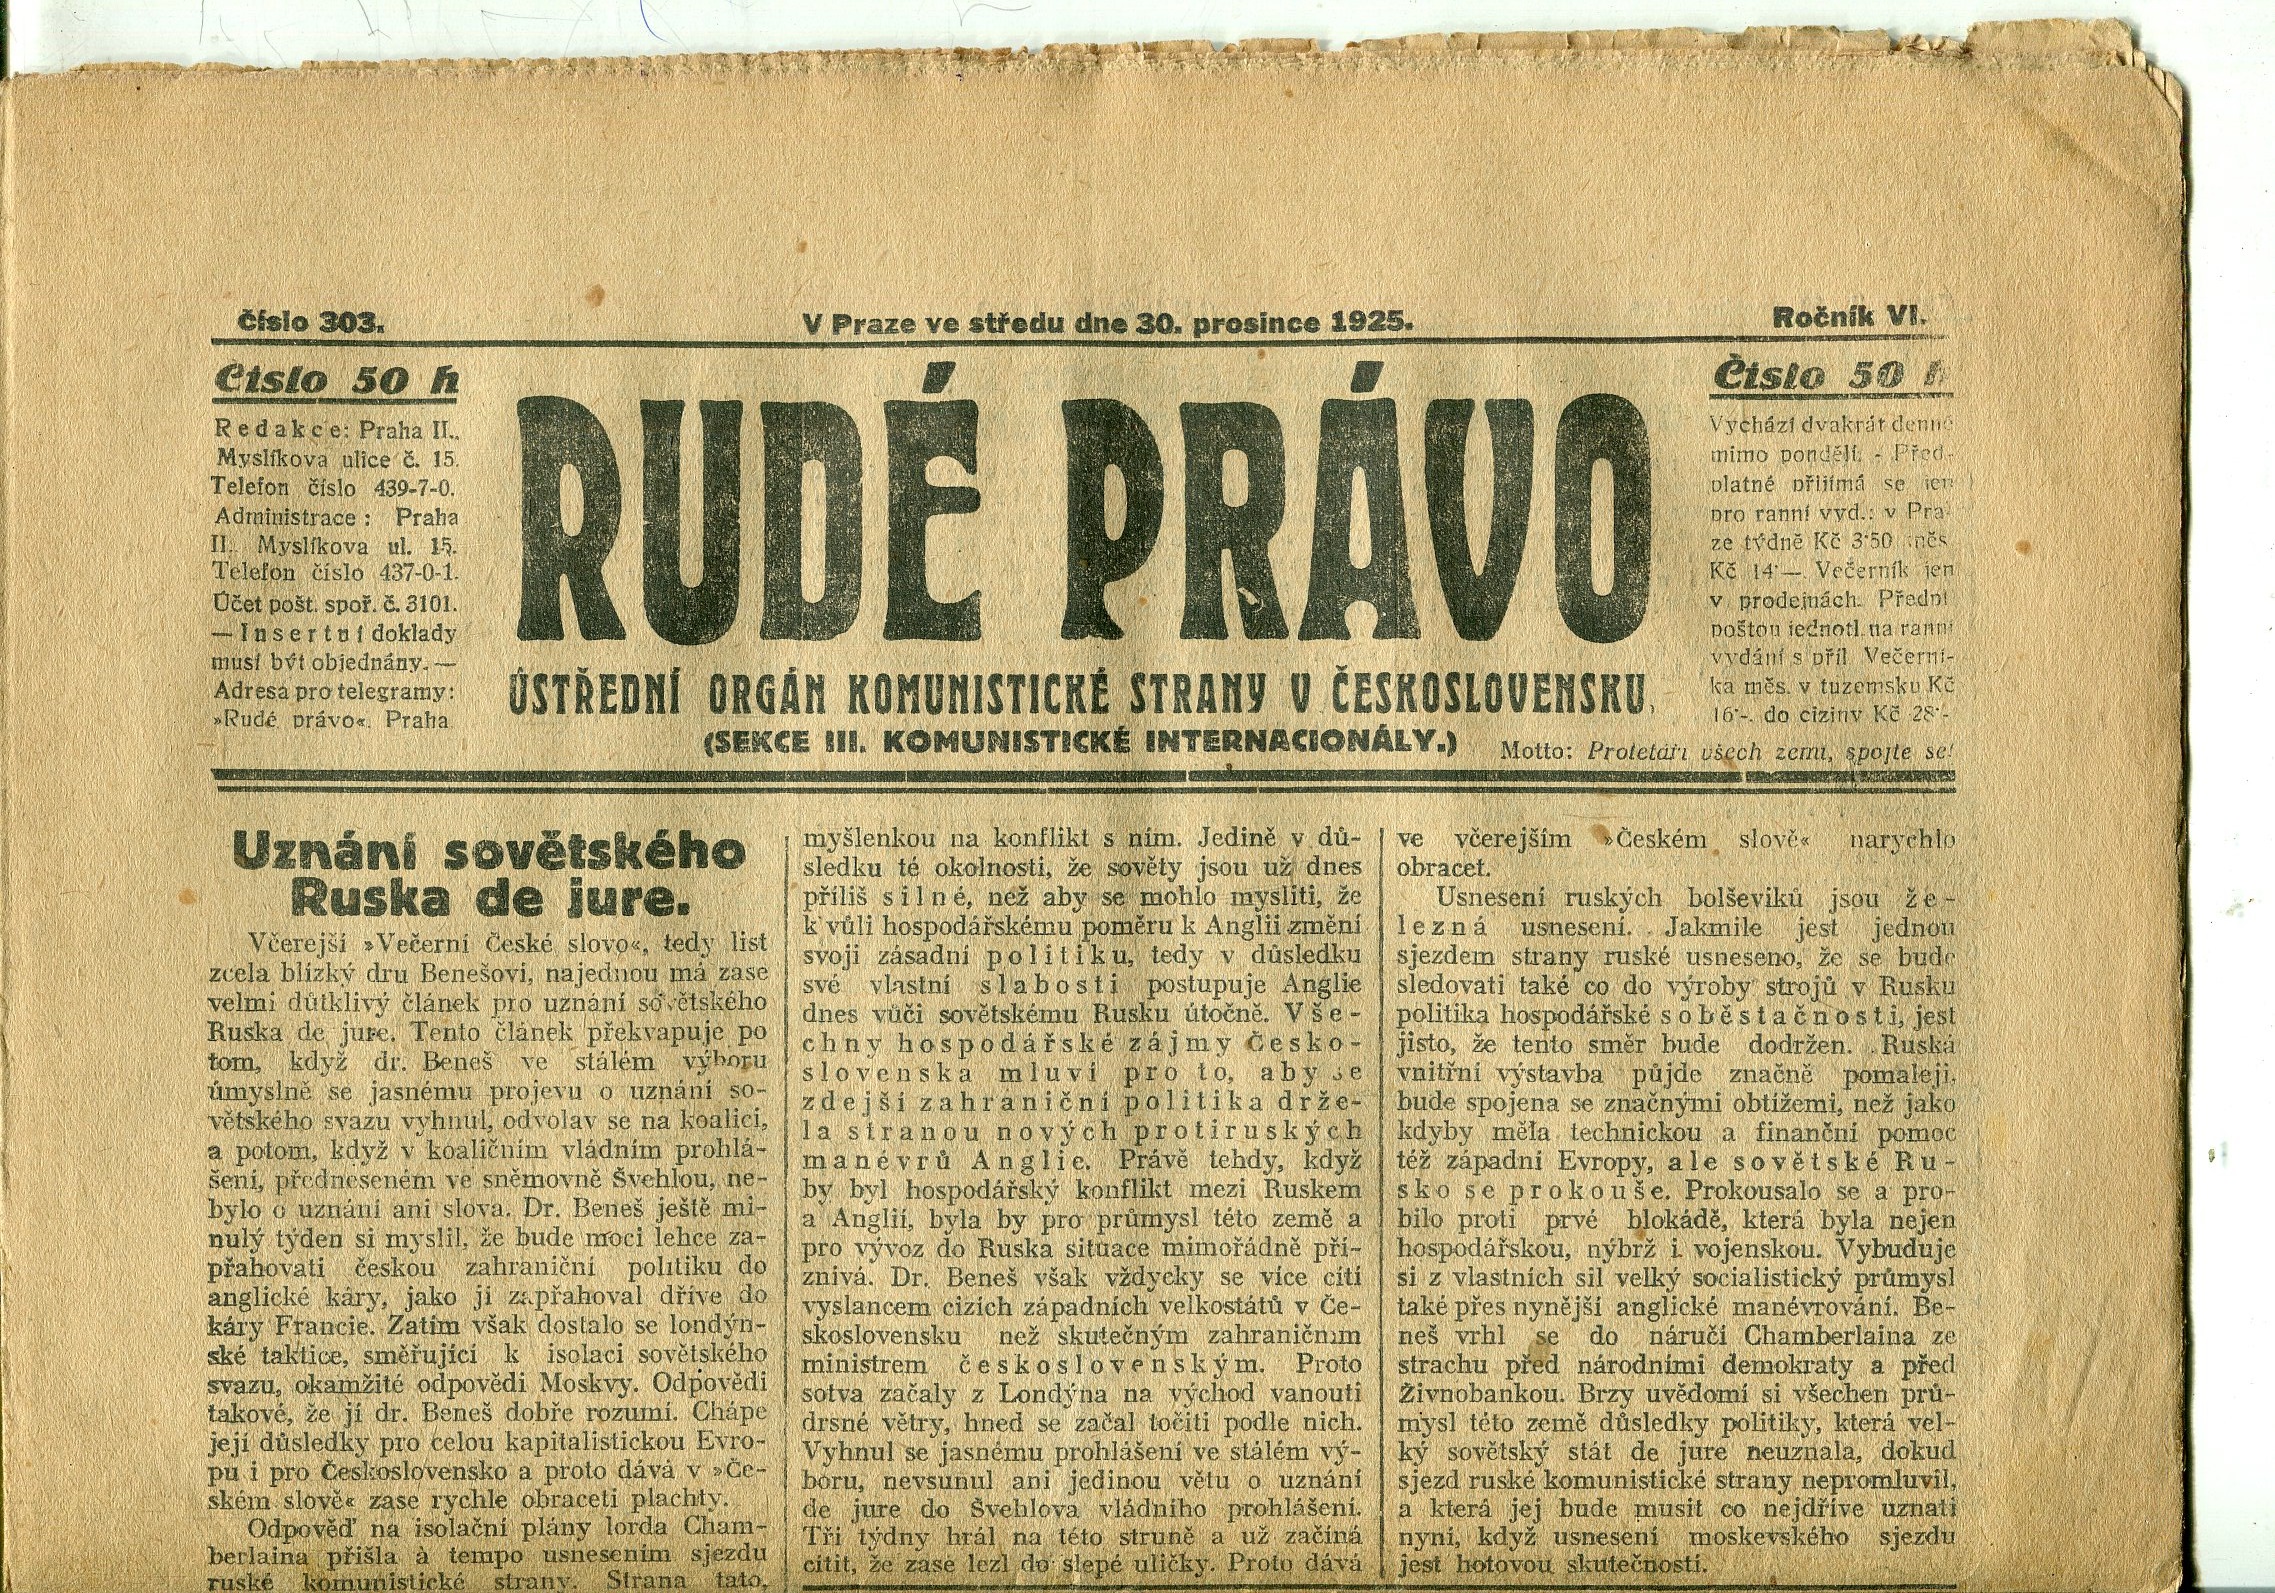 Číslo 303.
V Praze ve středu dne 30. prosince 1925.
Ročník VI.
Číslo 50 h
Redakce: Praha II.,
Myslíkova ulice č. 15.
Telefon číslo 439-7-0.
Administrace: Praha
II., Myslíkova ul. 15.
Telefon číslo 437-0-1.
Účet pošt. spoř. č. 3101.
— Insertní doklady
musí být objednány. —
Adresa pro telegramy:
»Rudé právo«, Praha
RUDÉ PRÁVO
ÚSTŘEDNÍ ORGÁN KOMUNISTICKÉ STRANY V ČESKOSLOVENSKU,
(SEKCE III. KOMUNISTICKÉ INTERNACIONÁLY.)
Číslo 50 h
Vychází dvakrát denně
mimo pondělí. - Před-
platné přijímá se jen
pro ranní vyd.: v Pra-
ze týdně Kč 3·50 měs.
Kč 14·— Večerník jen
v prodejnách. Přední
poštou jednotl. na ranní
vydání s příl. Večerní-
ka měs. v tuzemsku Kč
16·-, do ciziny Kč 28·-
Motto: Proletáři všech zemí, spojte se!
Uznání sovětského
Ruska de jure.
Včerejší »Večerní České slovo«, tedy list
zcela blízký dru Benešovi, najednou má zase
velmi důtklivý článek pro uznání sovětského
Ruska de jure. Tento článek překvapuje po
tom, když dr. Beneš ve stálém výboru
úmyslně se jasnému projevu o uznání so-
větského svazu vyhnul, odvolav se na koalici,
a potom, když v koaličním vládním prohlá-
šení, předneseném ve sněmovně Švehlou, ne-
bylo o uznání ani slova. Dr. Beneš ještě mi-
nulý týden si myslil, že bude moci lehce za-
přahovati českou zahraniční politiku do
anglické káry, jako ji zapřahoval dříve do
káry Francie. Zatím však dostalo se londýn-
ské taktice, směřující k isolaci sovětského
svazu, okamžité odpovědi Moskvy. Odpovědi
takové, že jí dr. Beneš dobře rozumí. Chápe
její důsledky pro celou kapitalistickou Evro-
pu i pro Československo a proto dává v »Če-
ském slově« zase rychle obraceti plachty.
Odpověď na isolační plány lorda Cham-
berlaina přišla à tempo usnesením sjezdu
ruské komunistické strany. Strana tato,
myšlenkou na konflikt s ním. Jedině v dů-
sledku té okolnosti, že sověty jsou už dnes
příliš silné, než aby se mohlo mysliti, že
k vůli hospodářskému poměru k Anglii změní
svoji zásadní politiku, tedy v důsledku
své vlastní slabosti postupuje Anglie
dnes vůči sovětskému Rusku útočně. Vše-
chny hospodářské zájmy Česko-
slovenska mluví pro to, aby se
zdejší zahraniční politika drže-
la stranou nových protiruských
manévrů Anglie. Právě tehdy, když
by byl hospodářský konflikt mezi Ruskem
a Anglií, byla by pro průmysl této země a
pro vývoz do Ruska situace mimořádně pří-
znivá. Dr. Beneš však vždycky se více cítí
vyslancem cizích západních velkostátů v Če-
skoslovensku než skutečným zahraničním
ministrem československým. Proto
sotva začaly z Londýna na východ vanouti
drsné větry, hned se začal točiti podle nich.
Vyhnul se jasnému prohlášení ve stálém vý-
boru, nevsunul ani jedinou větu o uznání
de jure do Švehlova vládního prohlášení.
Tři týdny hrál na této struně a už začíná
cítit, že zase lezl do slepé uličky. Proto dává
ve včerejším »Českém slově« narychlo
obracet.
Usnesení ruských bolševiků jsou že-
lezná usnesení. Jakmile jest jednou
sjezdem strany ruské usneseno, že se bude
sledovati také co do výroby strojů v Rusku
politika hospodářské soběstačnosti, jest
jisto, že tento směr bude dodržen. Ruská
vnitřní výstavba půjde značně pomaleji,
bude spojena se značnými obtížemi, než jako
kdyby měla technickou a finanční pomoc
též západní Evropy, ale sovětské Ru-
sko se prokouše. Prokousalo se a pro-
bilo proti prvé blokádě, která byla nejen
hospodářskou, nýbrž i vojenskou. Vybuduje
si z vlastních sil velký socialistický průmysl
také přes nynější anglické manévrování. Be-
neš vrhl se do náručí Chamberlaina ze
strachu před národními demokraty a před
Živnobankou. Brzy uvědomí si všechen prů-
mysl této země důsledky politiky, která vel-
ký sovětský stát de jure neuznala, dokud
sjezd ruské komunistické strany nepromluvil,
a která jej bude musit co nejdříve uznati
nyní, když usnesení moskevského sjezdu
jest hotovou skutečností.